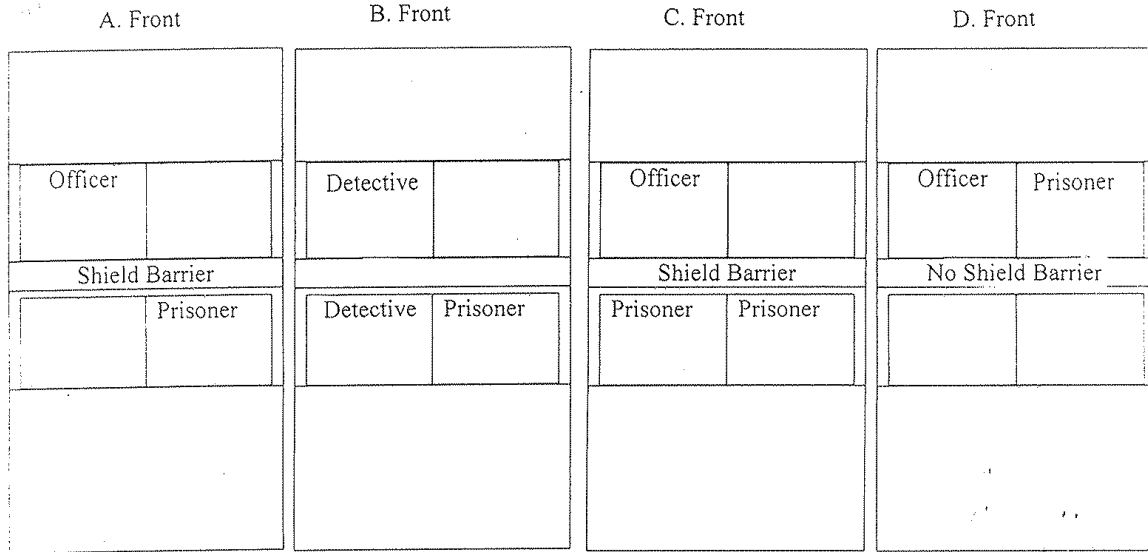 A. Front B. Front C. Front D. Front
Officer Detective Officer Officer Prisoner
Shield Barrier Shield Barrier No Shield Barrier
Prisoner Detective Prisoner Prisoner Prisoner